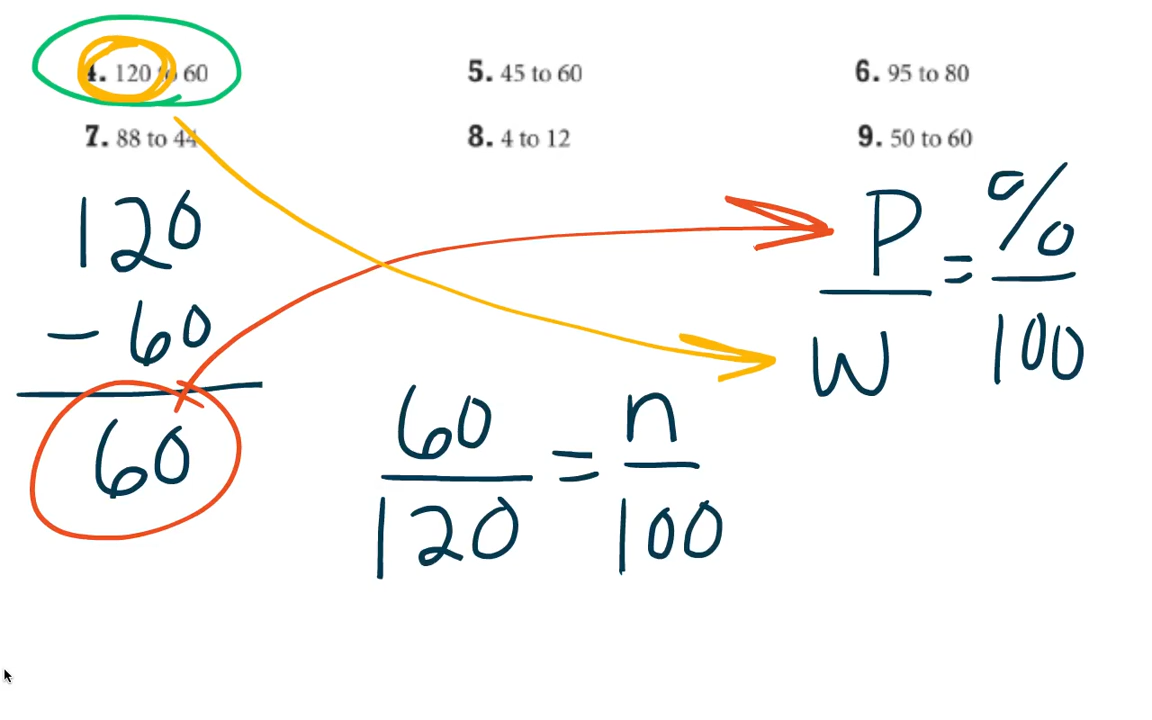 4. 120 to 60 5. 45 to 60 6. 95 to 80
7. 88 to 44 8. 4 to 12 9. 50 to 60
120
- 60
60
P/W = %/100
60/120 = n/100